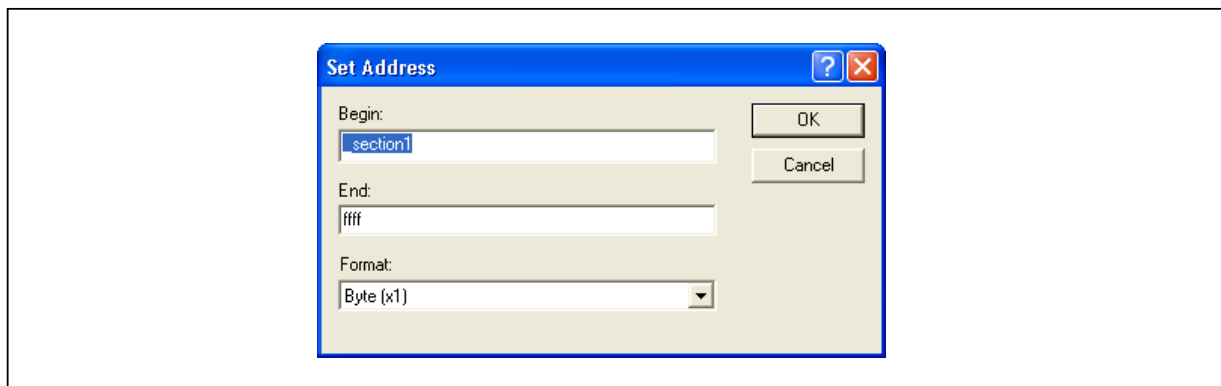 Set Address
Begin:
_section1
OK
Cancel
End:
ffff
Format:
Byte (x1)